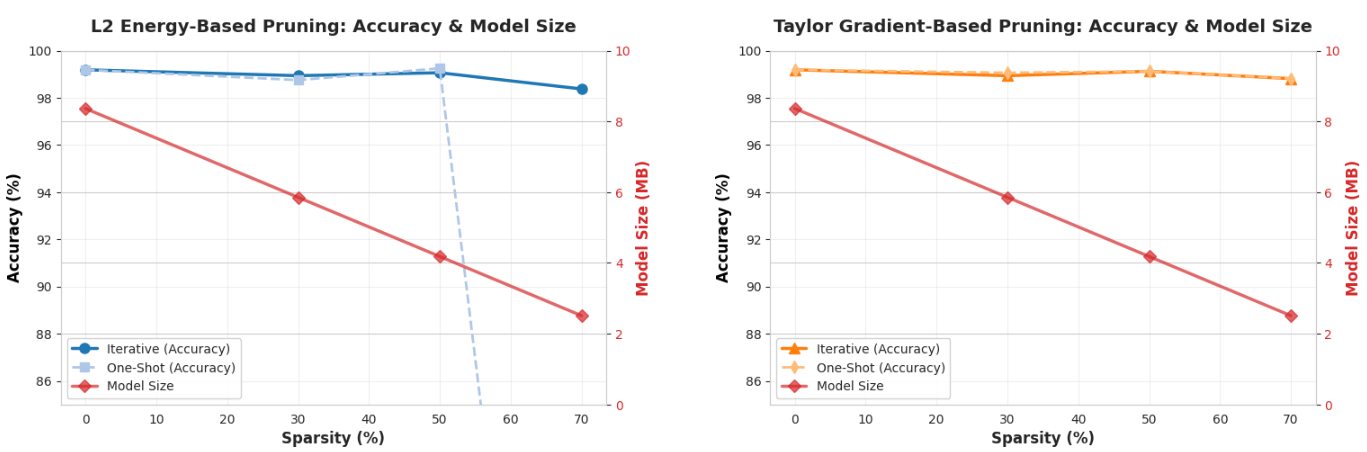 L2 Energy-Based Pruning: Accuracy & Model Size
100
98
96
94
92
90
88
86
Accuracy (%)
10
8
6
4
2
0
Model Size (MB)
Iterative (Accuracy)
One-Shot (Accuracy)
Model Size
0 10 20 30 40 50 60 70
Sparsity (%)
Taylor Gradient-Based Pruning: Accuracy & Model Size
100
98
96
94
92
90
88
86
Accuracy (%)
10
8
6
4
2
0
Model Size (MB)
Iterative (Accuracy)
One-Shot (Accuracy)
Model Size
0 10 20 30 40 50 60 70
Sparsity (%)